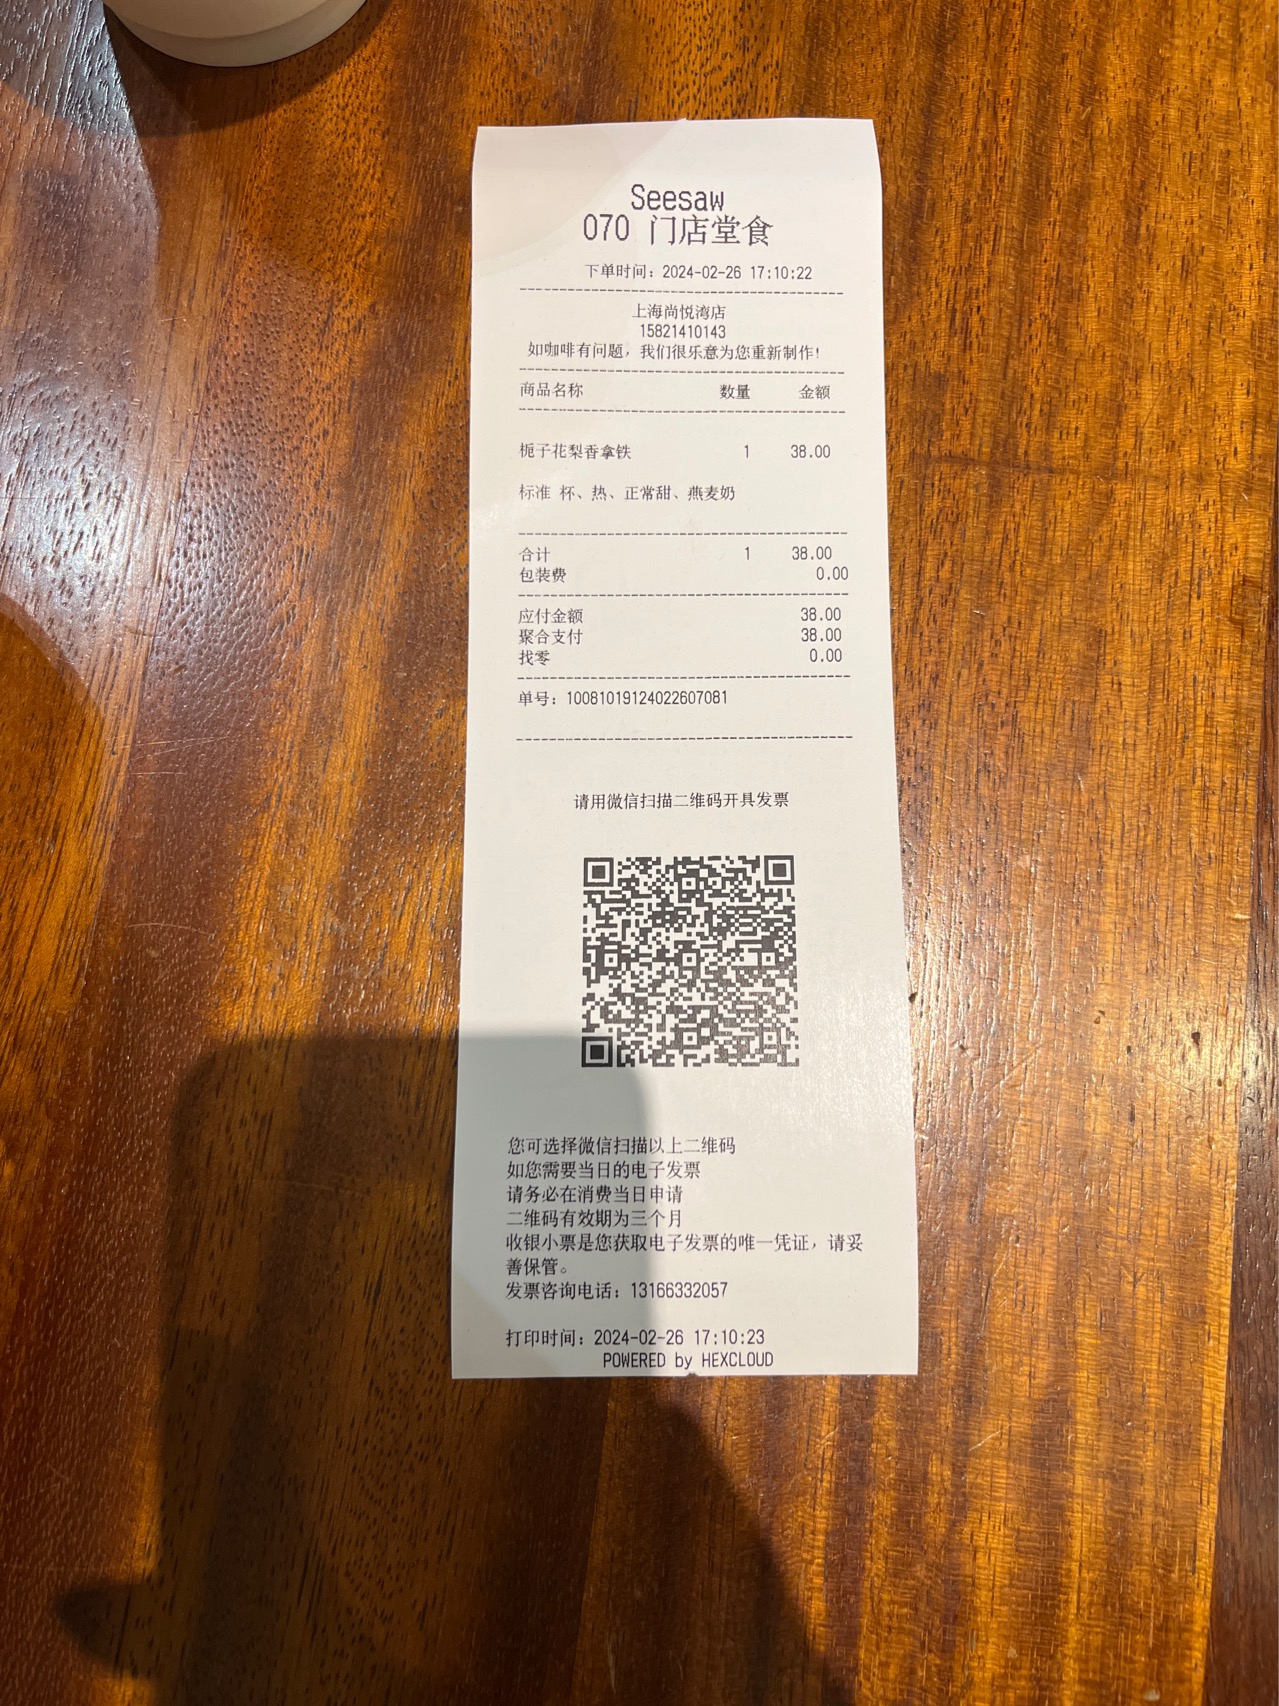 Seesaw
070 门店堂食
下单时间：2024-02-26 17:10:22
上海尚悦湾店
15821410143
如咖啡有问题，我们很乐意为您重新制作！
商品名称 数量 金额
栀子花梨香拿铁 1 38.00
标准 杯、热、正常甜、燕麦奶
合计 1 38.00
包装费 0.00
应付金额 38.00
聚合支付 38.00
找零 0.00
单号：10081019124022607081
请用微信扫描二维码开具发票
您可选择微信扫描以上二维码
如您需要当日的电子发票
请务必在消费当日申请
二维码有效期为三个月
收银小票是您获取电子发票的唯一凭证，请妥
善保管。
发票咨询电话：13166332057
打印时间：2024-02-26 17:10:23
POWERED by HEXCLOUD